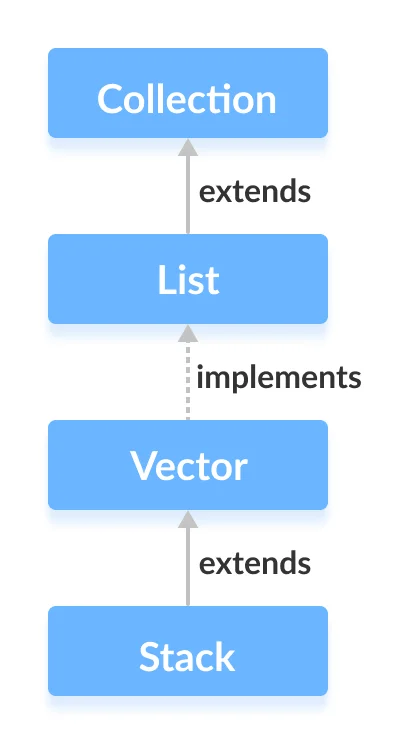 Collection
extends
List
implements
Vector
extends
Stack